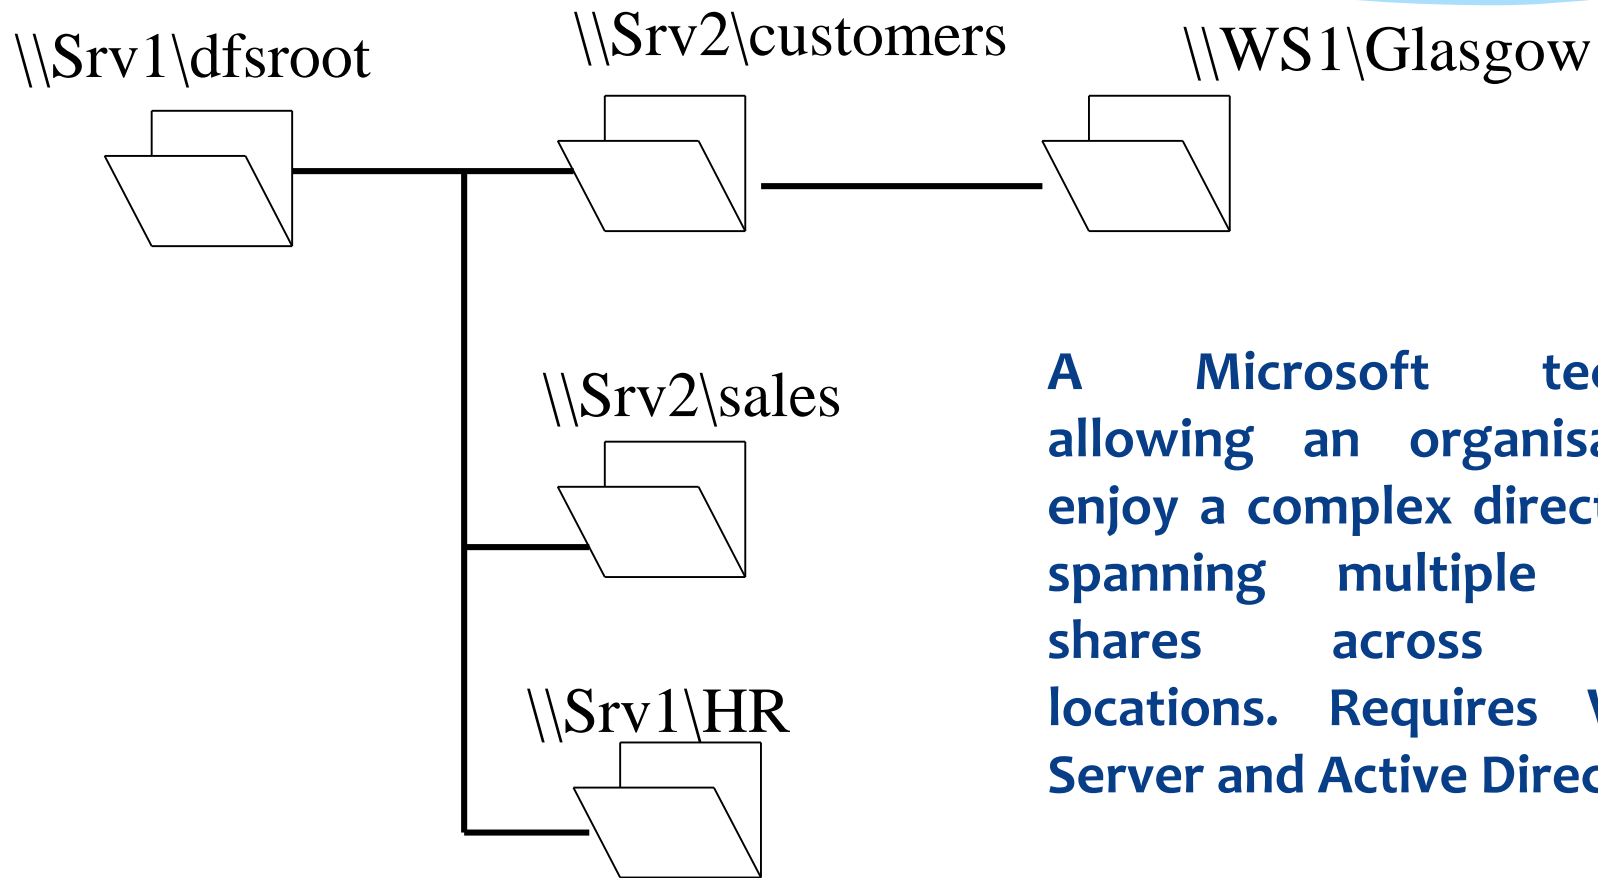 \\Srv1\dfsroot
\\Srv2\customers
\\WS1\Glasgow
\\Srv2\sales
\\Srv1\HR
A Microsoft
allowing an
enjoy a complex
spanning multiple
shares across
locations. Requires
Server and Active